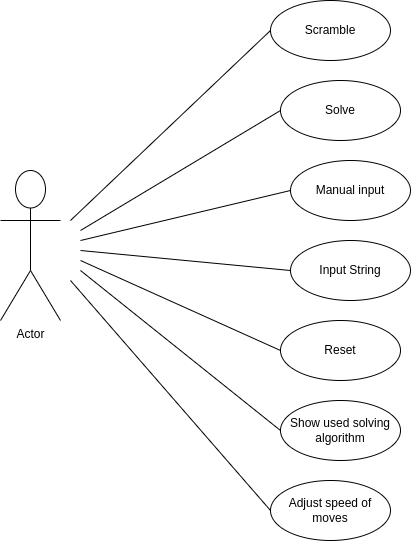 Scramble
Solve
Manual input
Input String
Actor
Reset
Show used solving
algorithm
Adjust speed of
moves